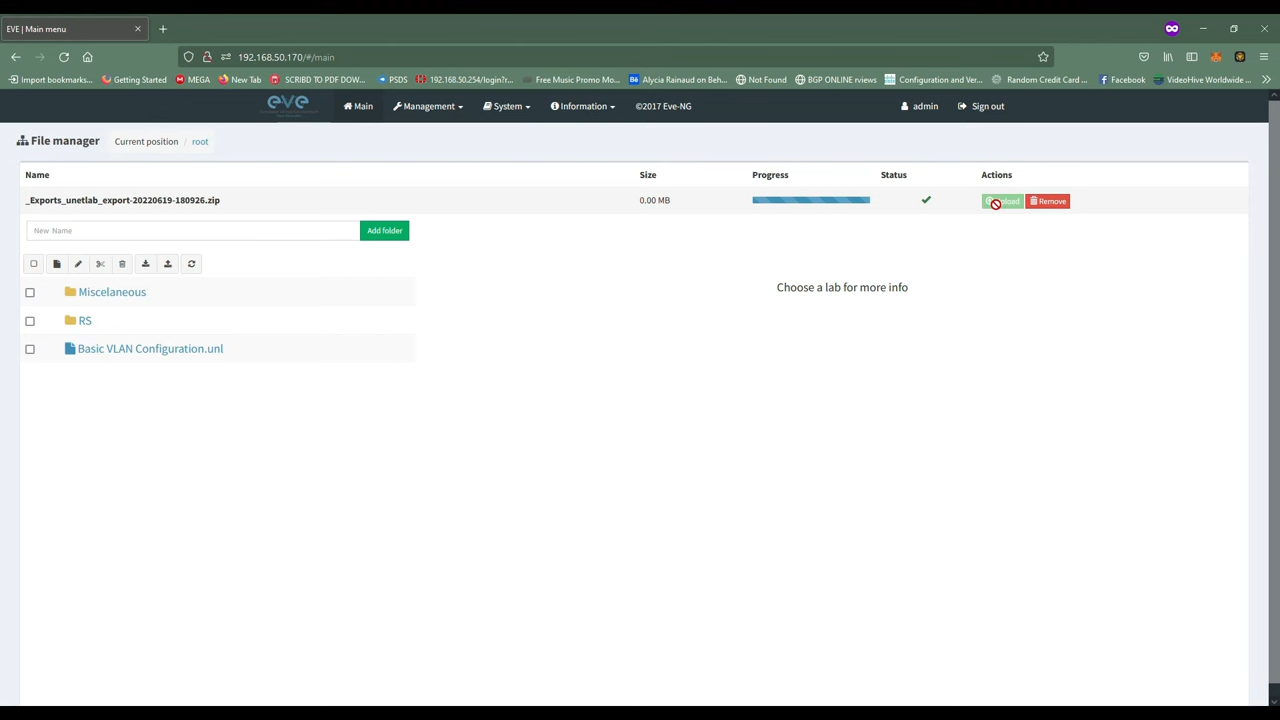 EVE | Main menu
192.168.50.170/#/main
Import bookmarks... Getting Started MEGA New Tab SCRIBD TO PDF DOW... PSDS 192.168.50.254/login?r... Free Music Promo Mo... Alycia Rainaud on Beh... Not Found BGP ONLINE rviews Configuration and Ver... Random Credit Card ... Facebook VideoHive Worldwide ...
eve Main Management System Information ©2017 Eve-NG admin Sign out
File manager Current position / root
Name Size Progress Status Actions
_Exports_unetlab_export-20220619-180926.zip 0.00 MB Remove
New Name Add folder
Choose a lab for more info
Miscelaneous
RS
Basic VLAN Configuration.unl